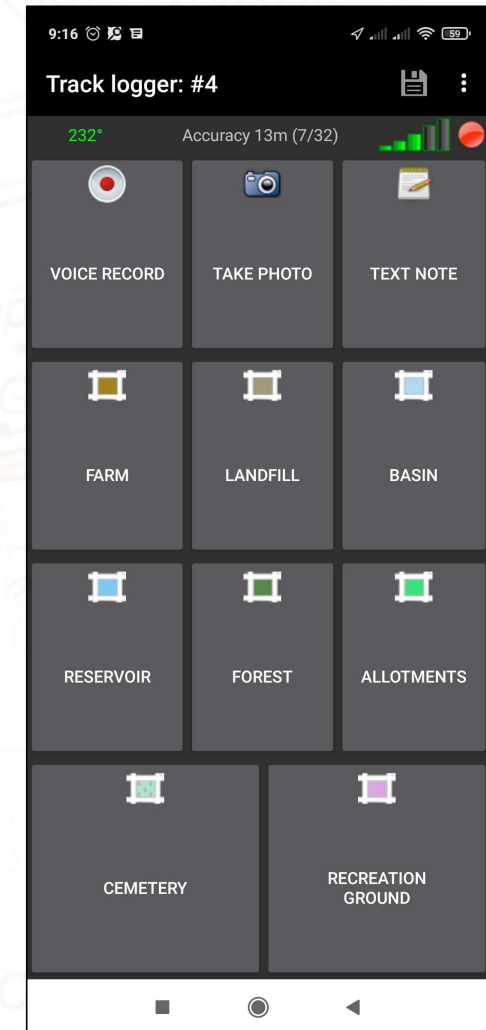 9:16
59
Track logger: #4
232°
Accuracy 13m (7/32)
VOICE RECORD
TAKE PHOTO
TEXT NOTE
FARM
LANDFILL
BASIN
RESERVOIR
FOREST
ALLOTMENTS
CEMETERY
RECREATION
GROUND